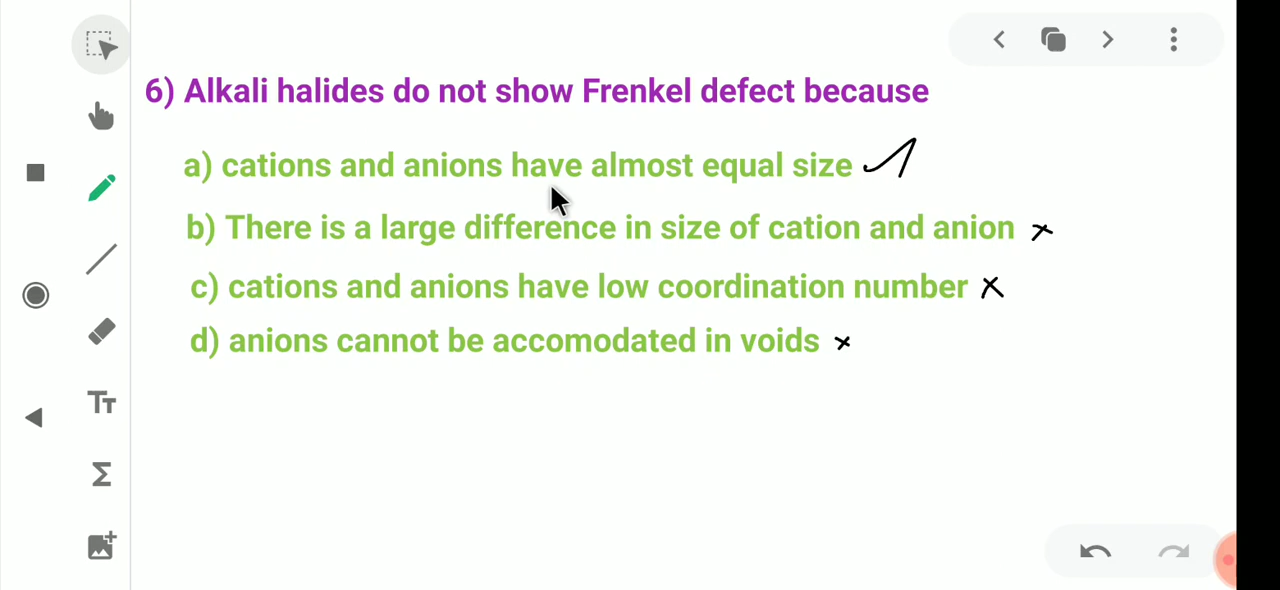 6) Alkali halides do not show Frenkel defect because
a) cations and anions have almost equal size
b) There is a large difference in size of cation and anion
c) cations and anions have low coordination number
d) anions cannot be accomodated in voids